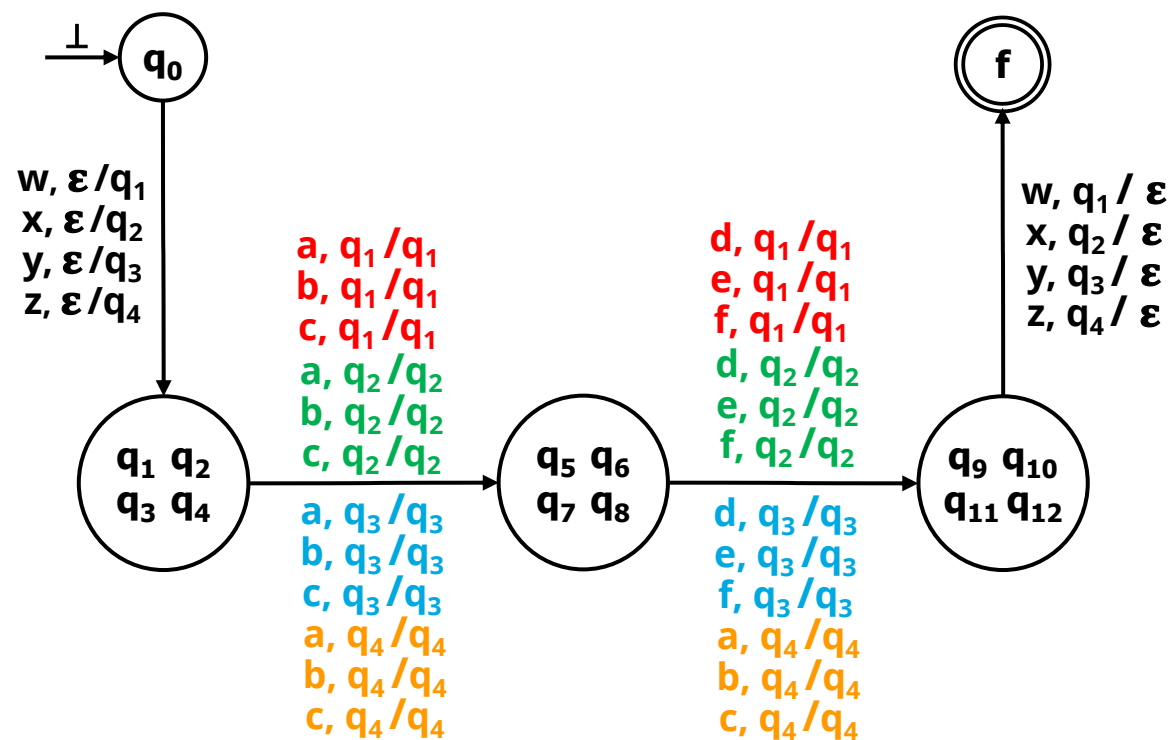 ⊥
q₀
f
w, ε/q₁
x, ε/q₂
y, ε/q₃
z, ε/q₄
a, q₁/q₁
b, q₁/q₁
c, q₁/q₁
a, q₂/q₂
b, q₂/q₂
c, q₂/q₂
a, q₃/q₃
b, q₃/q₃
c, q₃/q₃
a, q₄/q₄
b, q₄/q₄
c, q₄/q₄
d, q₁/q₁
e, q₁/q₁
f, q₁/q₁
d, q₂/q₂
e, q₂/q₂
f, q₂/q₂
d, q₃/q₃
e, q₃/q₃
f, q₃/q₃
a, q₄/q₄
b, q₄/q₄
c, q₄/q₄
w, q₁/ ε
x, q₂/ ε
y, q₃/ ε
z, q₄/ ε
q₁ q₂
q₃ q₄
q₅ q₆
q₇ q₈
q₉ q₁₀
q₁₁ q₁₂